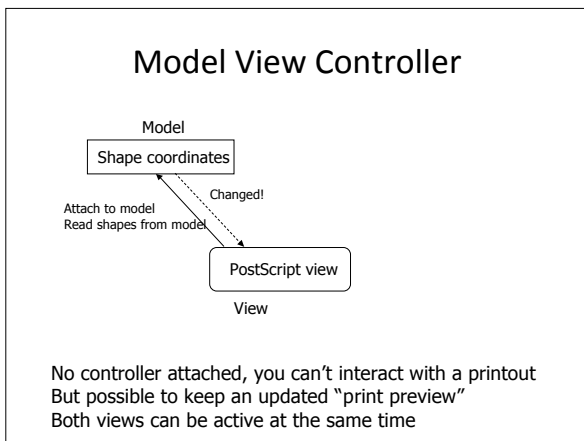 Model View Controller
Model
Shape coordinates
Changed!
Attach to model
Read shapes from model
PostScript view
View
No controller attached, you can’t interact with a printout
But possible to keep an updated “print preview”
Both views can be active at the same time